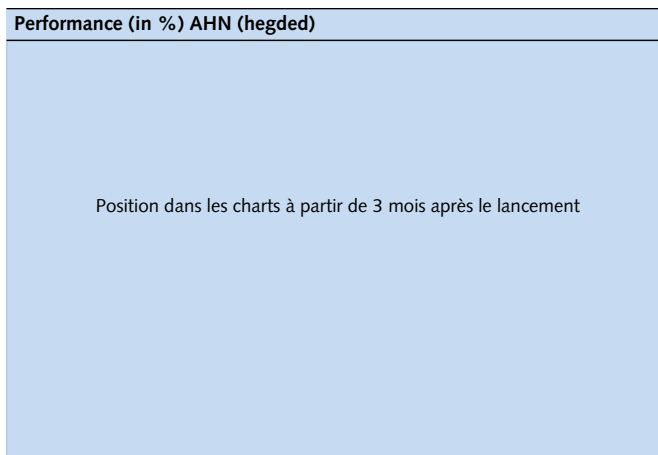 Performance (in %) AHN (hegded)
Position dans les charts à partir de 3 mois après le lancement